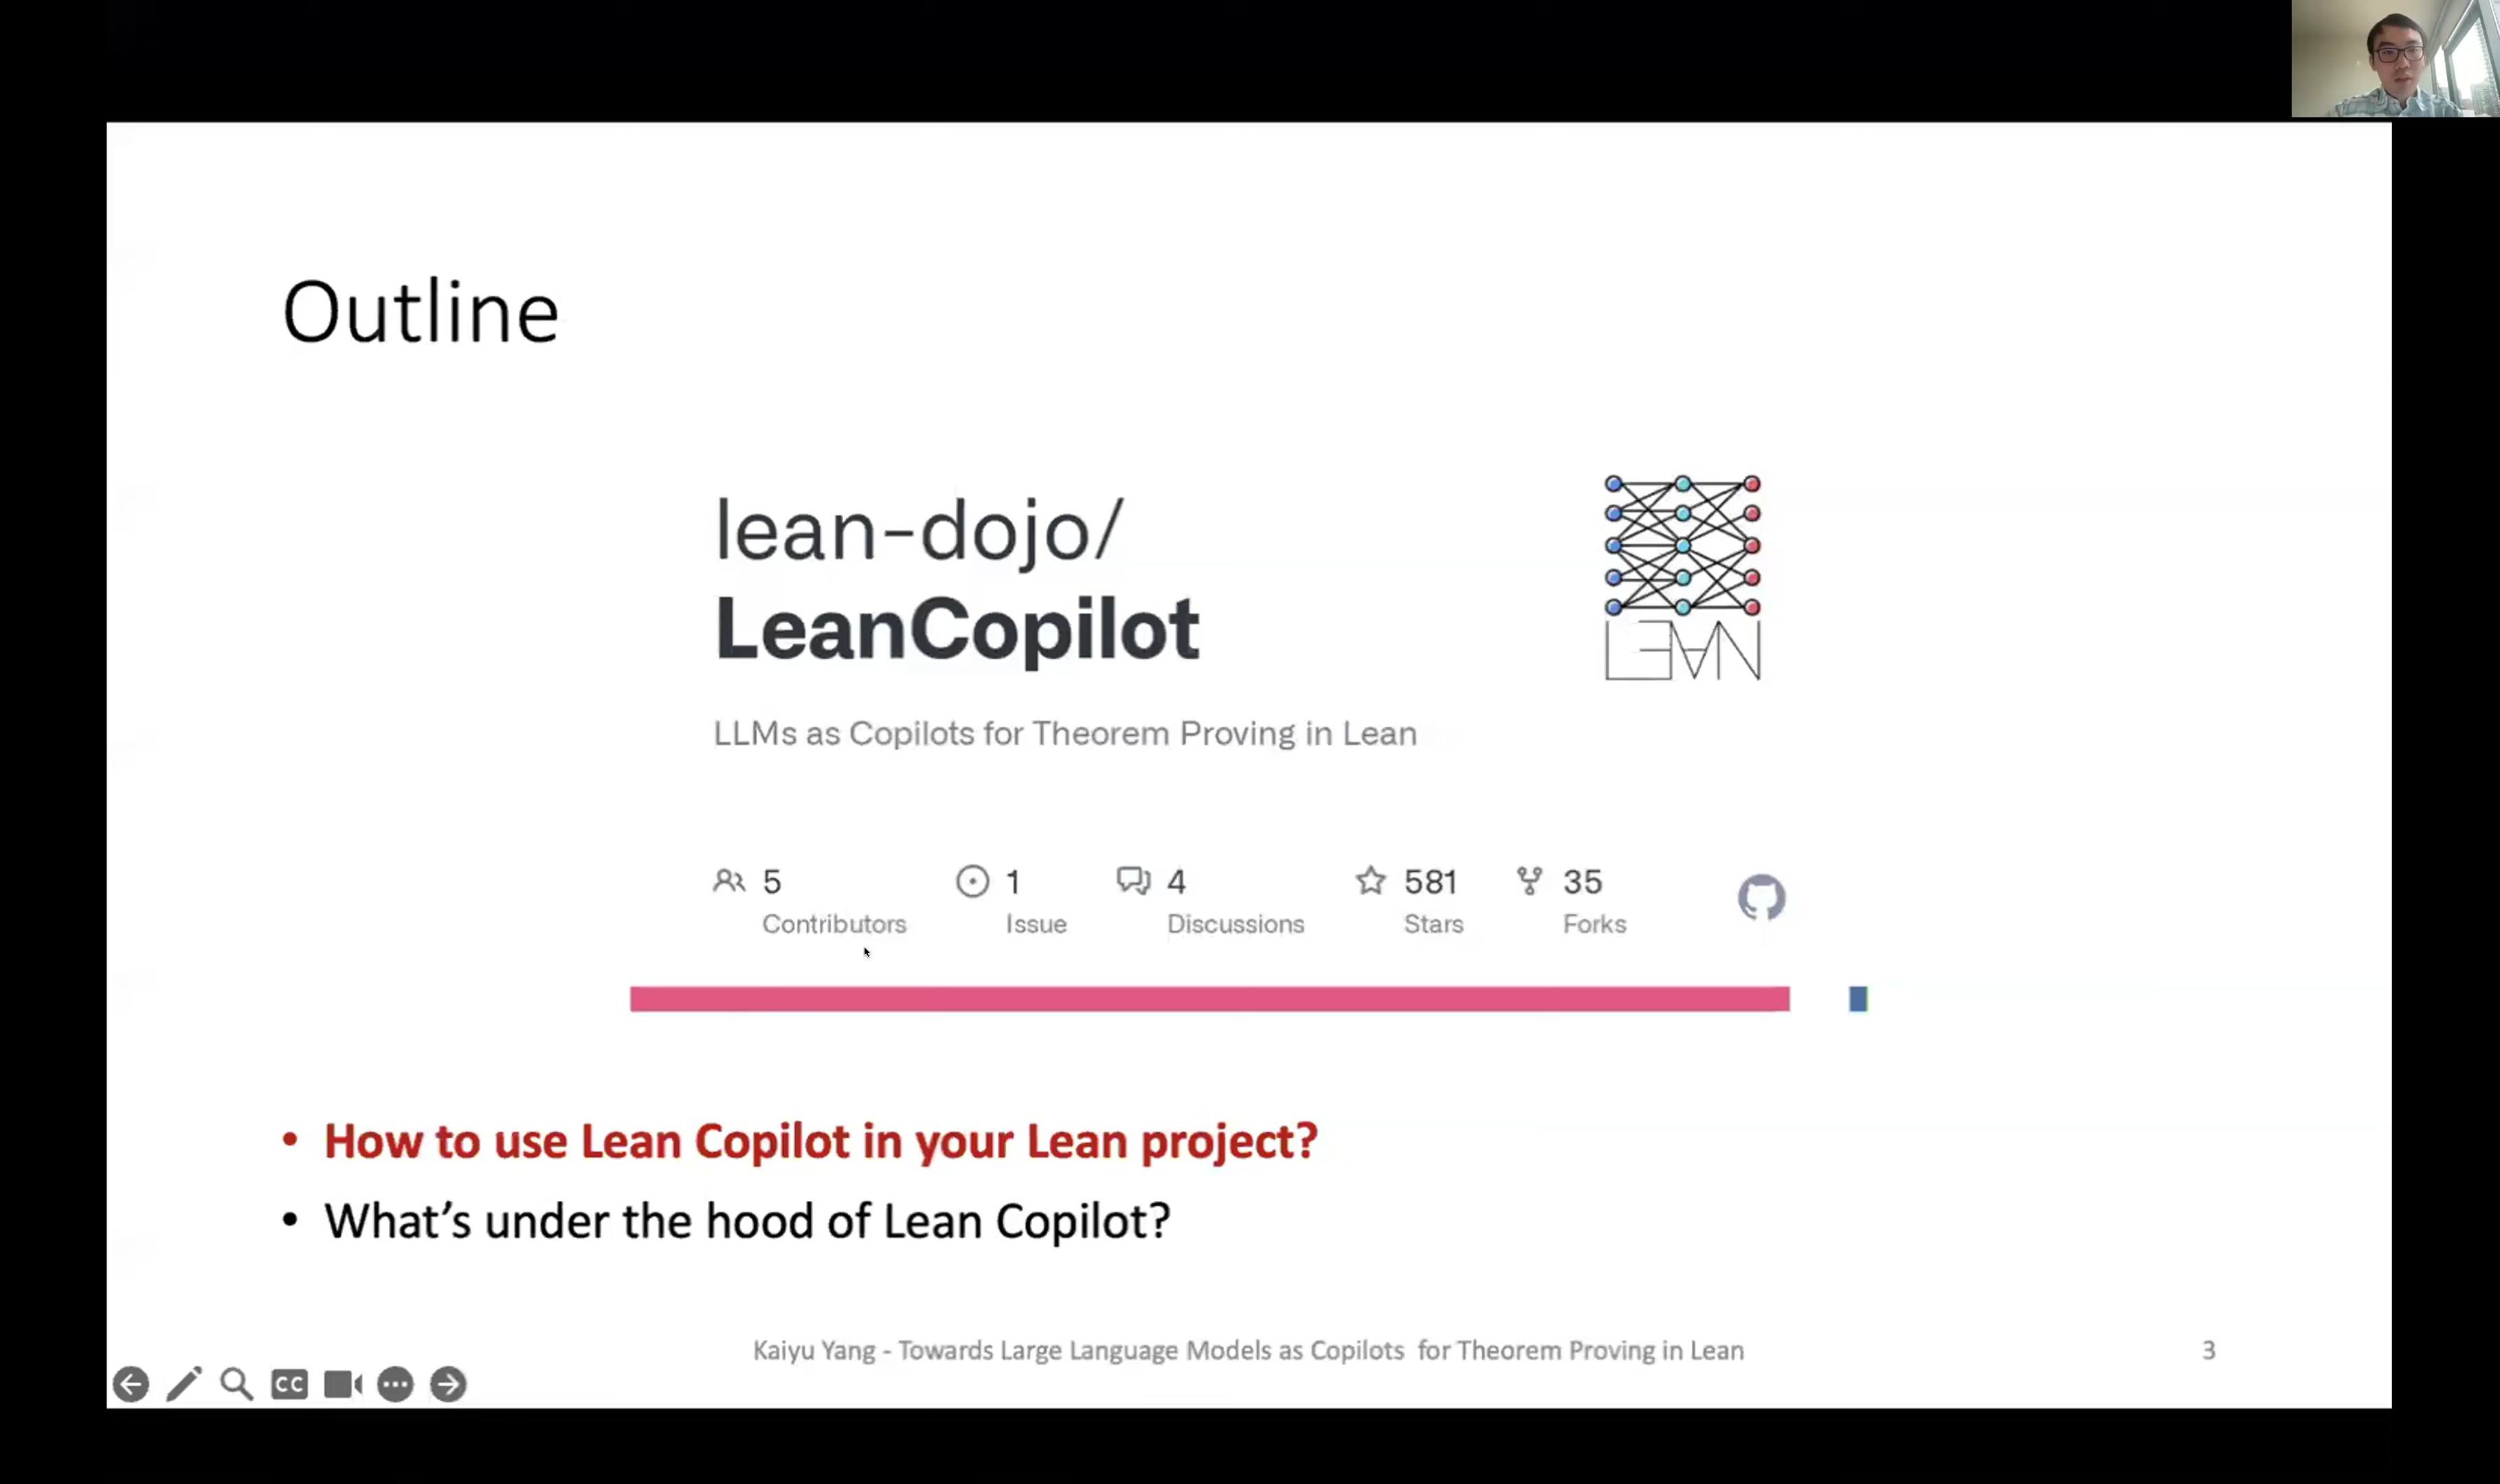 Outline
lean-dojo/
LeanCopilot
LEAN
LLMs as Copilots for Theorem Proving in Lean
5 1 4 581 35
Contributors Issue Discussions Stars Forks
• How to use Lean Copilot in your Lean project?
• What's under the hood of Lean Copilot?
Kaiyu Yang - Towards Large Language Models as Copilots for Theorem Proving in Lean 3
CC